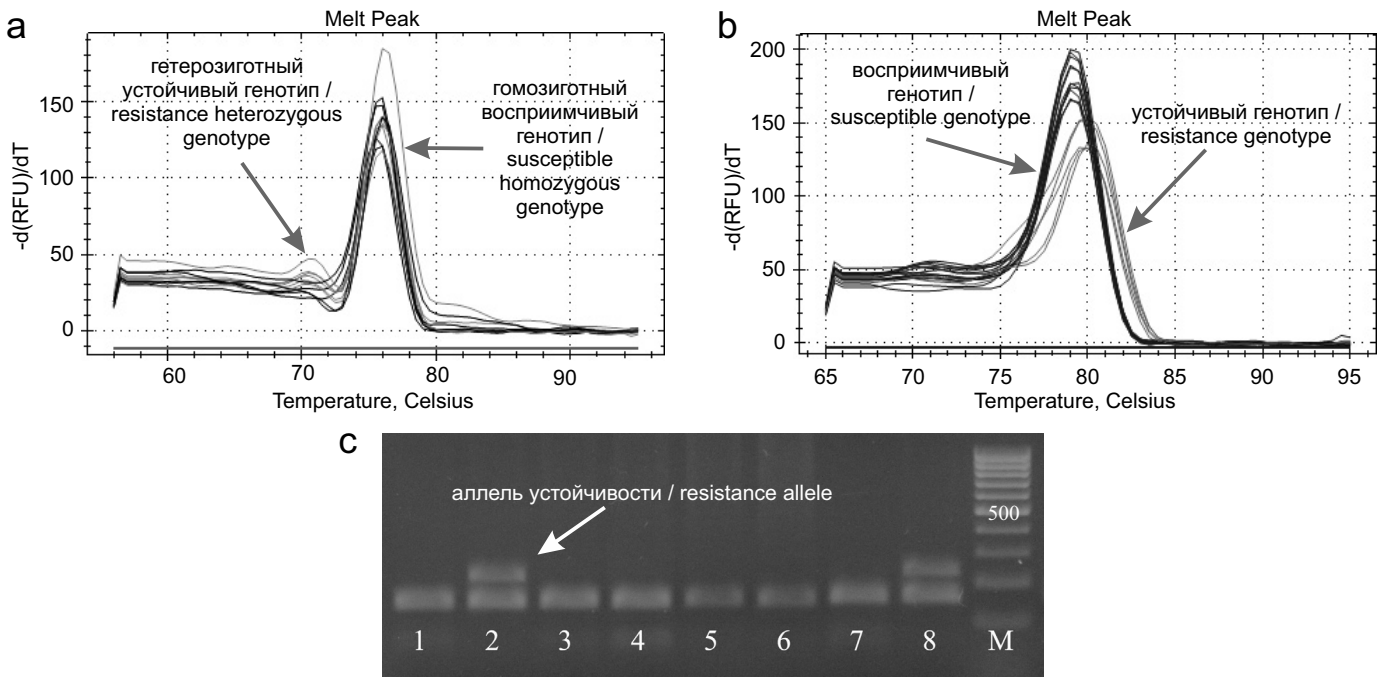 a
Melt Peak
150
100
50
0
-d(RFU)/dT
гетерозиготный
устойчивый генотип /
resistance heterozygous
genotype
гомозиготный
восприимчивый
генотип /
susceptible
homozygous
genotype
60 70 80 90
Temperature, Celsius
b
Melt Peak
200
150
100
50
0
-d(RFU)/dT
восприимчивый
генотип /
susceptible genotype
устойчивый генотип /
resistance genotype
65 70 75 80 85 90 95
Temperature, Celsius
c
аллель устойчивости / resistance allele
500
1 2 3 4 5 6 7 8 M